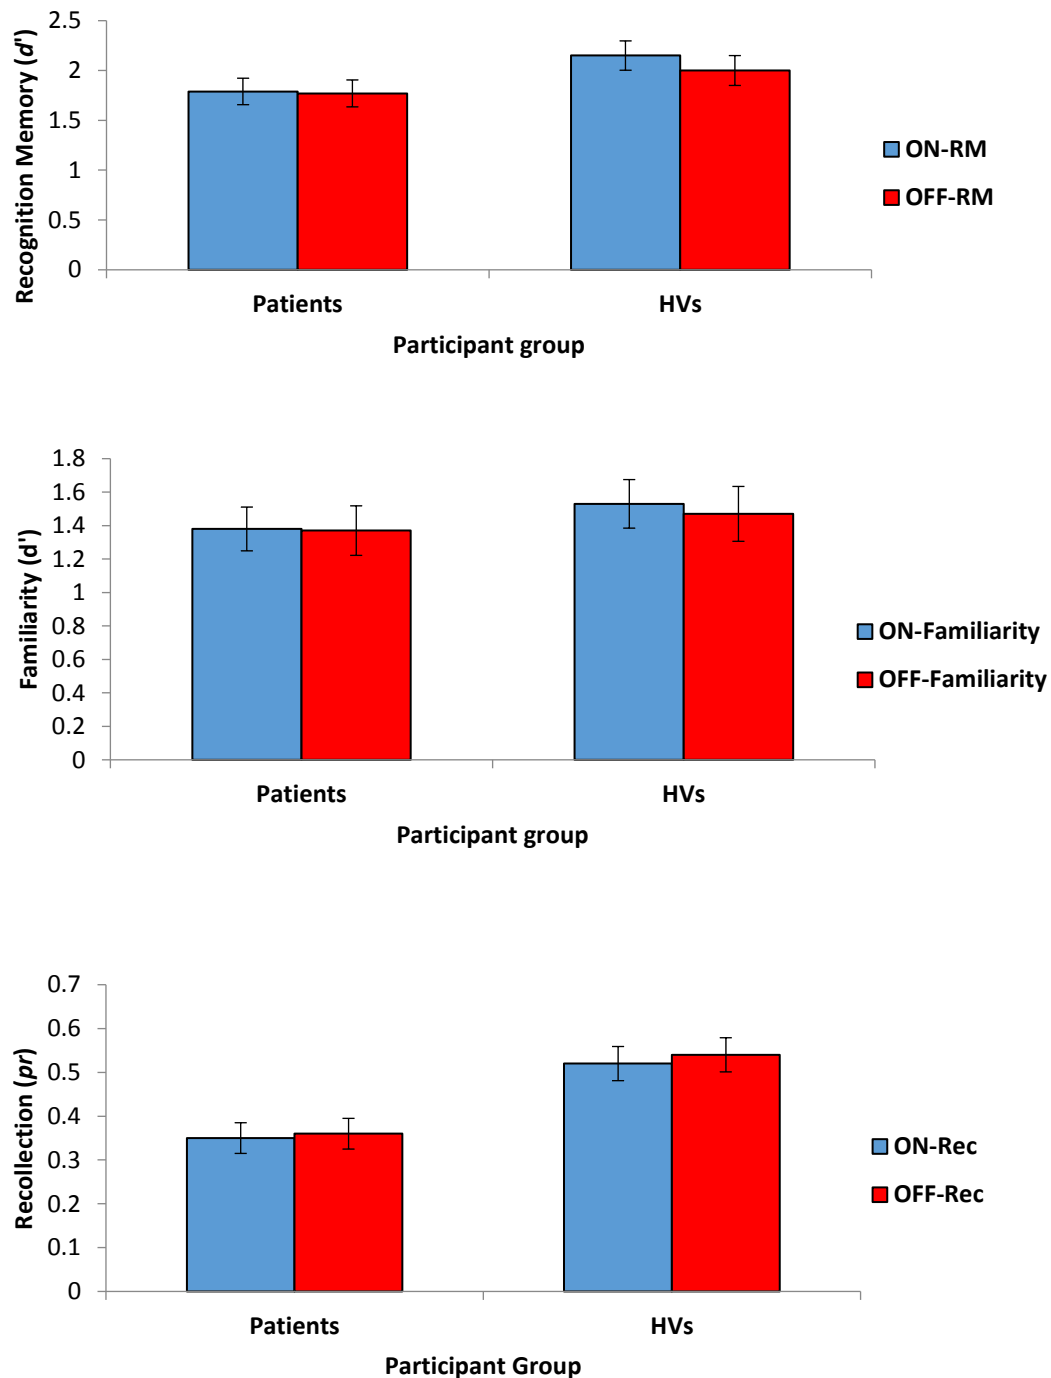 2.5
2
1.5
1
0.5
0
Recognition Memory (d')
Patients
HVs
Participant group
ON-RM
OFF-RM
1.8
1.6
1.4
1.2
1
0.8
0.6
0.4
0.2
0
Familiarity (d')
Patients
HVs
Participant group
ON-Familiarity
OFF-Familiarity
0.7
0.6
0.5
0.4
0.3
0.2
0.1
0
Recollection (pr)
Patients
HVs
Participant Group
ON-Rec
OFF-Rec